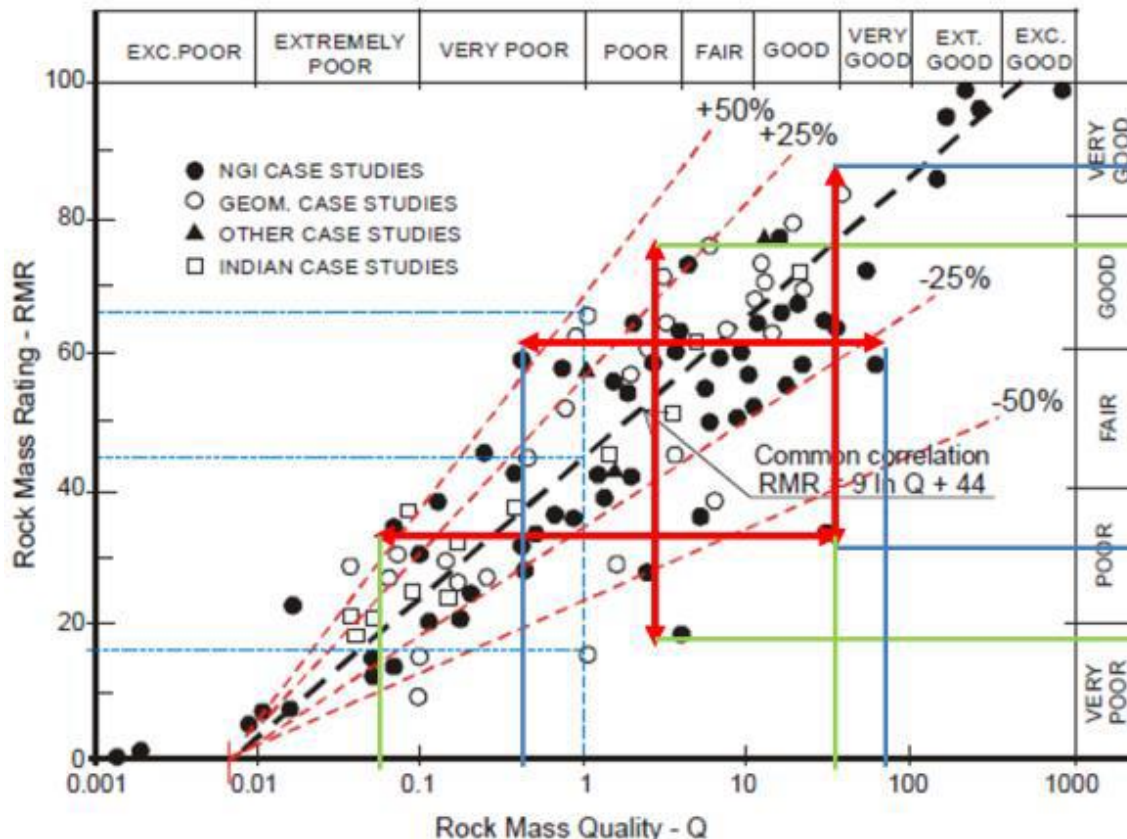 EXC.POOR
EXTREMELY
POOR
VERY POOR
POOR
FAIR
GOOD
VERY
GOOD
EXT.
GOOD
EXC.
GOOD
100
80
60
40
20
0
Rock Mass Rating - RMR
NGI CASE STUDIES
GEOM. CASE STUDIES
OTHER CASE STUDIES
INDIAN CASE STUDIES
+50%
+25%
-25%
-50%
Common correlation
RMR = 9 ln Q + 44
VERY
GOOD
GOOD
FAIR
POOR
VERY
POOR
0.001
0.01
0.1
1
10
100
1000
Rock Mass Quality - Q